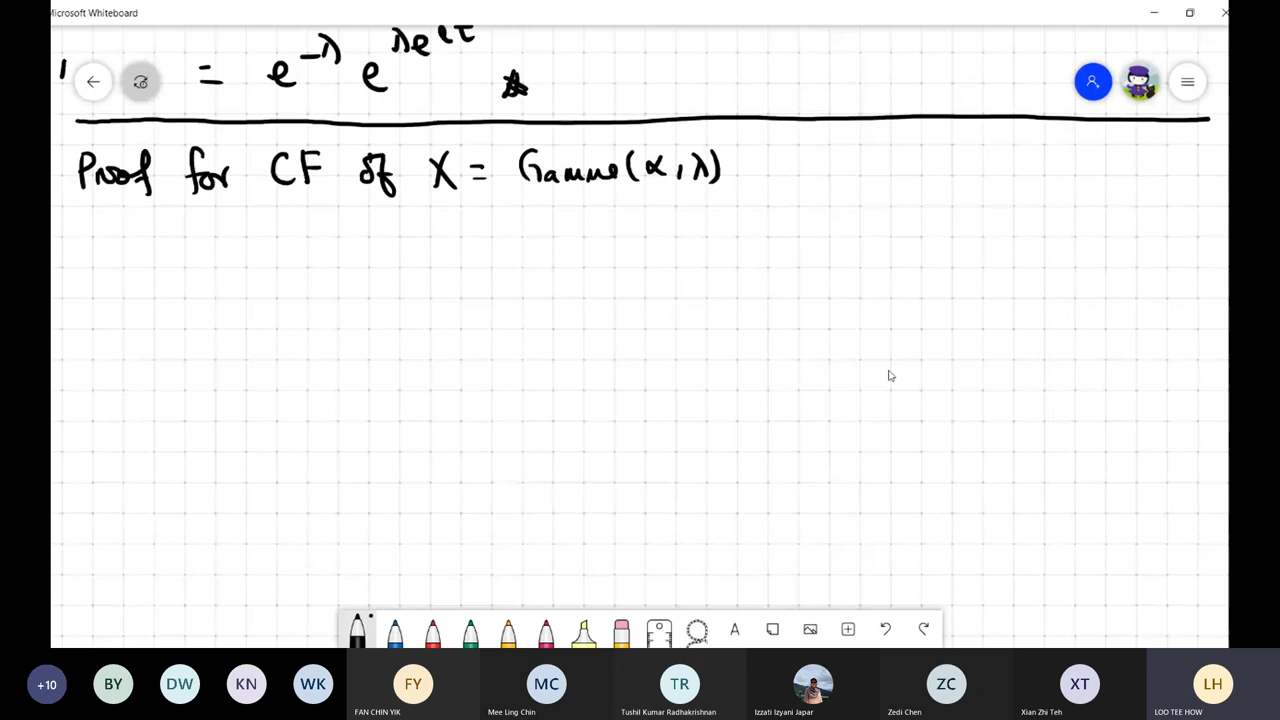 Microsoft Whiteboard
= e^{-λ} e^{λe^{it}}
Proof for CF of X = Gamma(α, λ)
A
+10
BY
DW
KN
WK
FY
MC
TR
ZC
XT
LH
FAN CHIN YIK
Mee Ling Chin
Tushil Kumar Radhakrishnan
Izzati Izyani Japar
Zedi Chen
Xian Zhi Teh
LOO TEE HOW